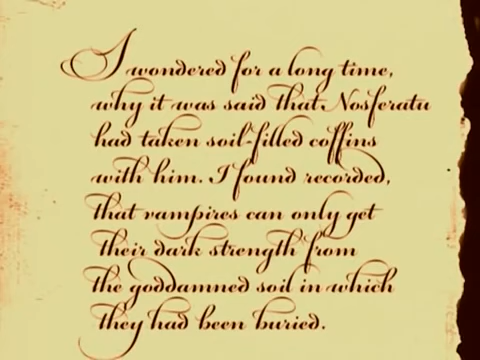 I wondered for a long time,
why it was said that Nosferatu
had taken soil-filled coffins
with him. I found recorded,
that vampires can only get
their dark strength from
the goddamned soil in which
they had been buried.